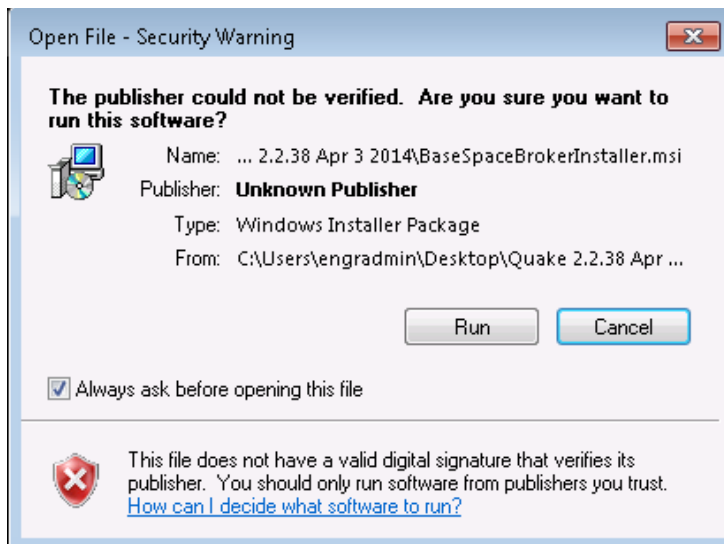 Open File - Security Warning
The publisher could not be verified.  Are you sure you want to
run this software?
Name: ... 2.2.38 Apr 3 2014\BaseSpaceBrokerInstaller.msi
Publisher: Unknown Publisher
Type: Windows Installer Package
From: C:\Users\engradmin\Desktop\Quake 2.2.38 Apr ...
Run Cancel
Always ask before opening this file
This file does not have a valid digital signature that verifies its
publisher.  You should only run software from publishers you trust.
How can I decide what software to run?